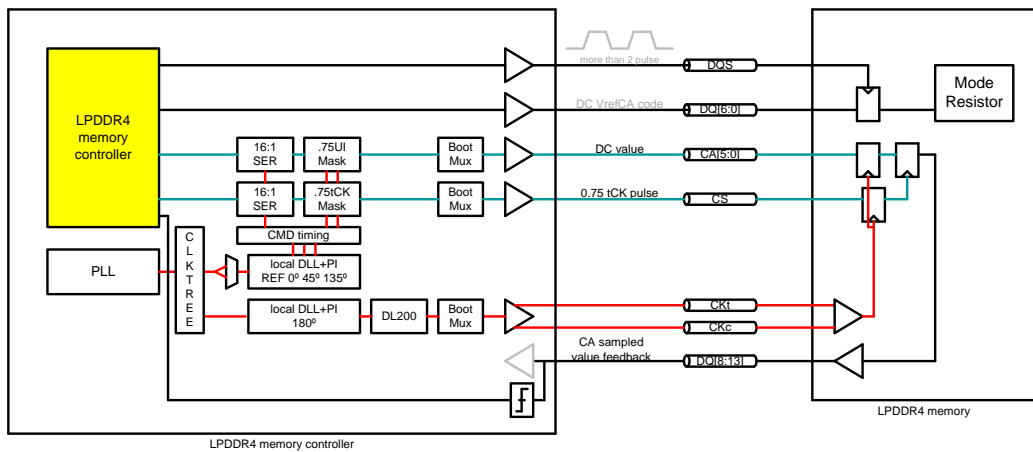 more than 2 pulse
DQS
Mode
Resistor
LPDDR4
memory
controller
DC VrefCA code
DQ[6:0]
16:1
SER
.75UI
Mask
Boot
Mux
DC value
CA[5:0]
16:1
SER
.75tCK
Mask
Boot
Mux
0.75 tCK pulse
CS
CMD timing
C
L
K
T
R
E
E
PLL
local DLL+PI
REF 0º 45º 135º
local DLL+PI
180º
DL200
Boot
Mux
CKt
CKc
CA sampled
value feedback
DQ[8:13]
LPDDR4 memory
LPDDR4 memory controller